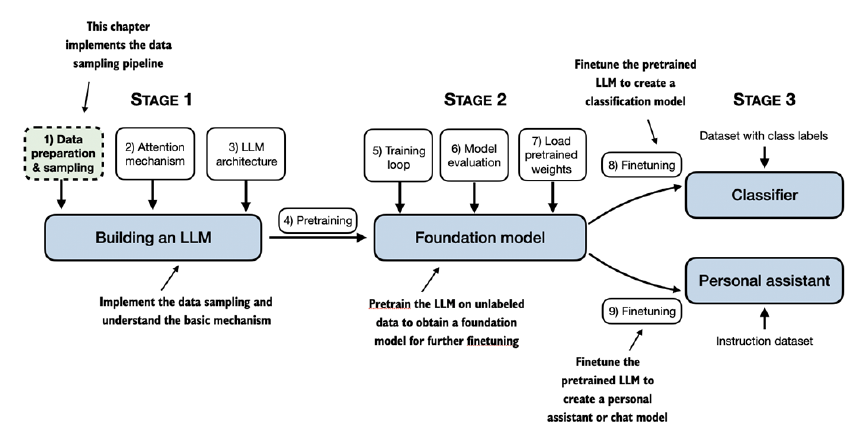 This chapter
implements the data
sampling pipeline
STAGE 1
1) Data
preparation
& sampling
2) Attention
mechanism
3) LLM
architecture
Building an LLM
Implement the data sampling and
understand the basic mechanism
4) Pretraining
STAGE 2
5) Training
loop
6) Model
evaluation
7) Load
pretrained
weights
Foundation model
Pretrain the LLM on unlabeled
data to obtain a foundation
model for further finetuning
Finetune the pretrained
LLM to create a
classification model
STAGE 3
8) Finetuning
Dataset with class labels
Classifier
Personal assistant
9) Finetuning
Instruction dataset
Finetune the
pretrained LLM to
create a personal
assistant or chat model